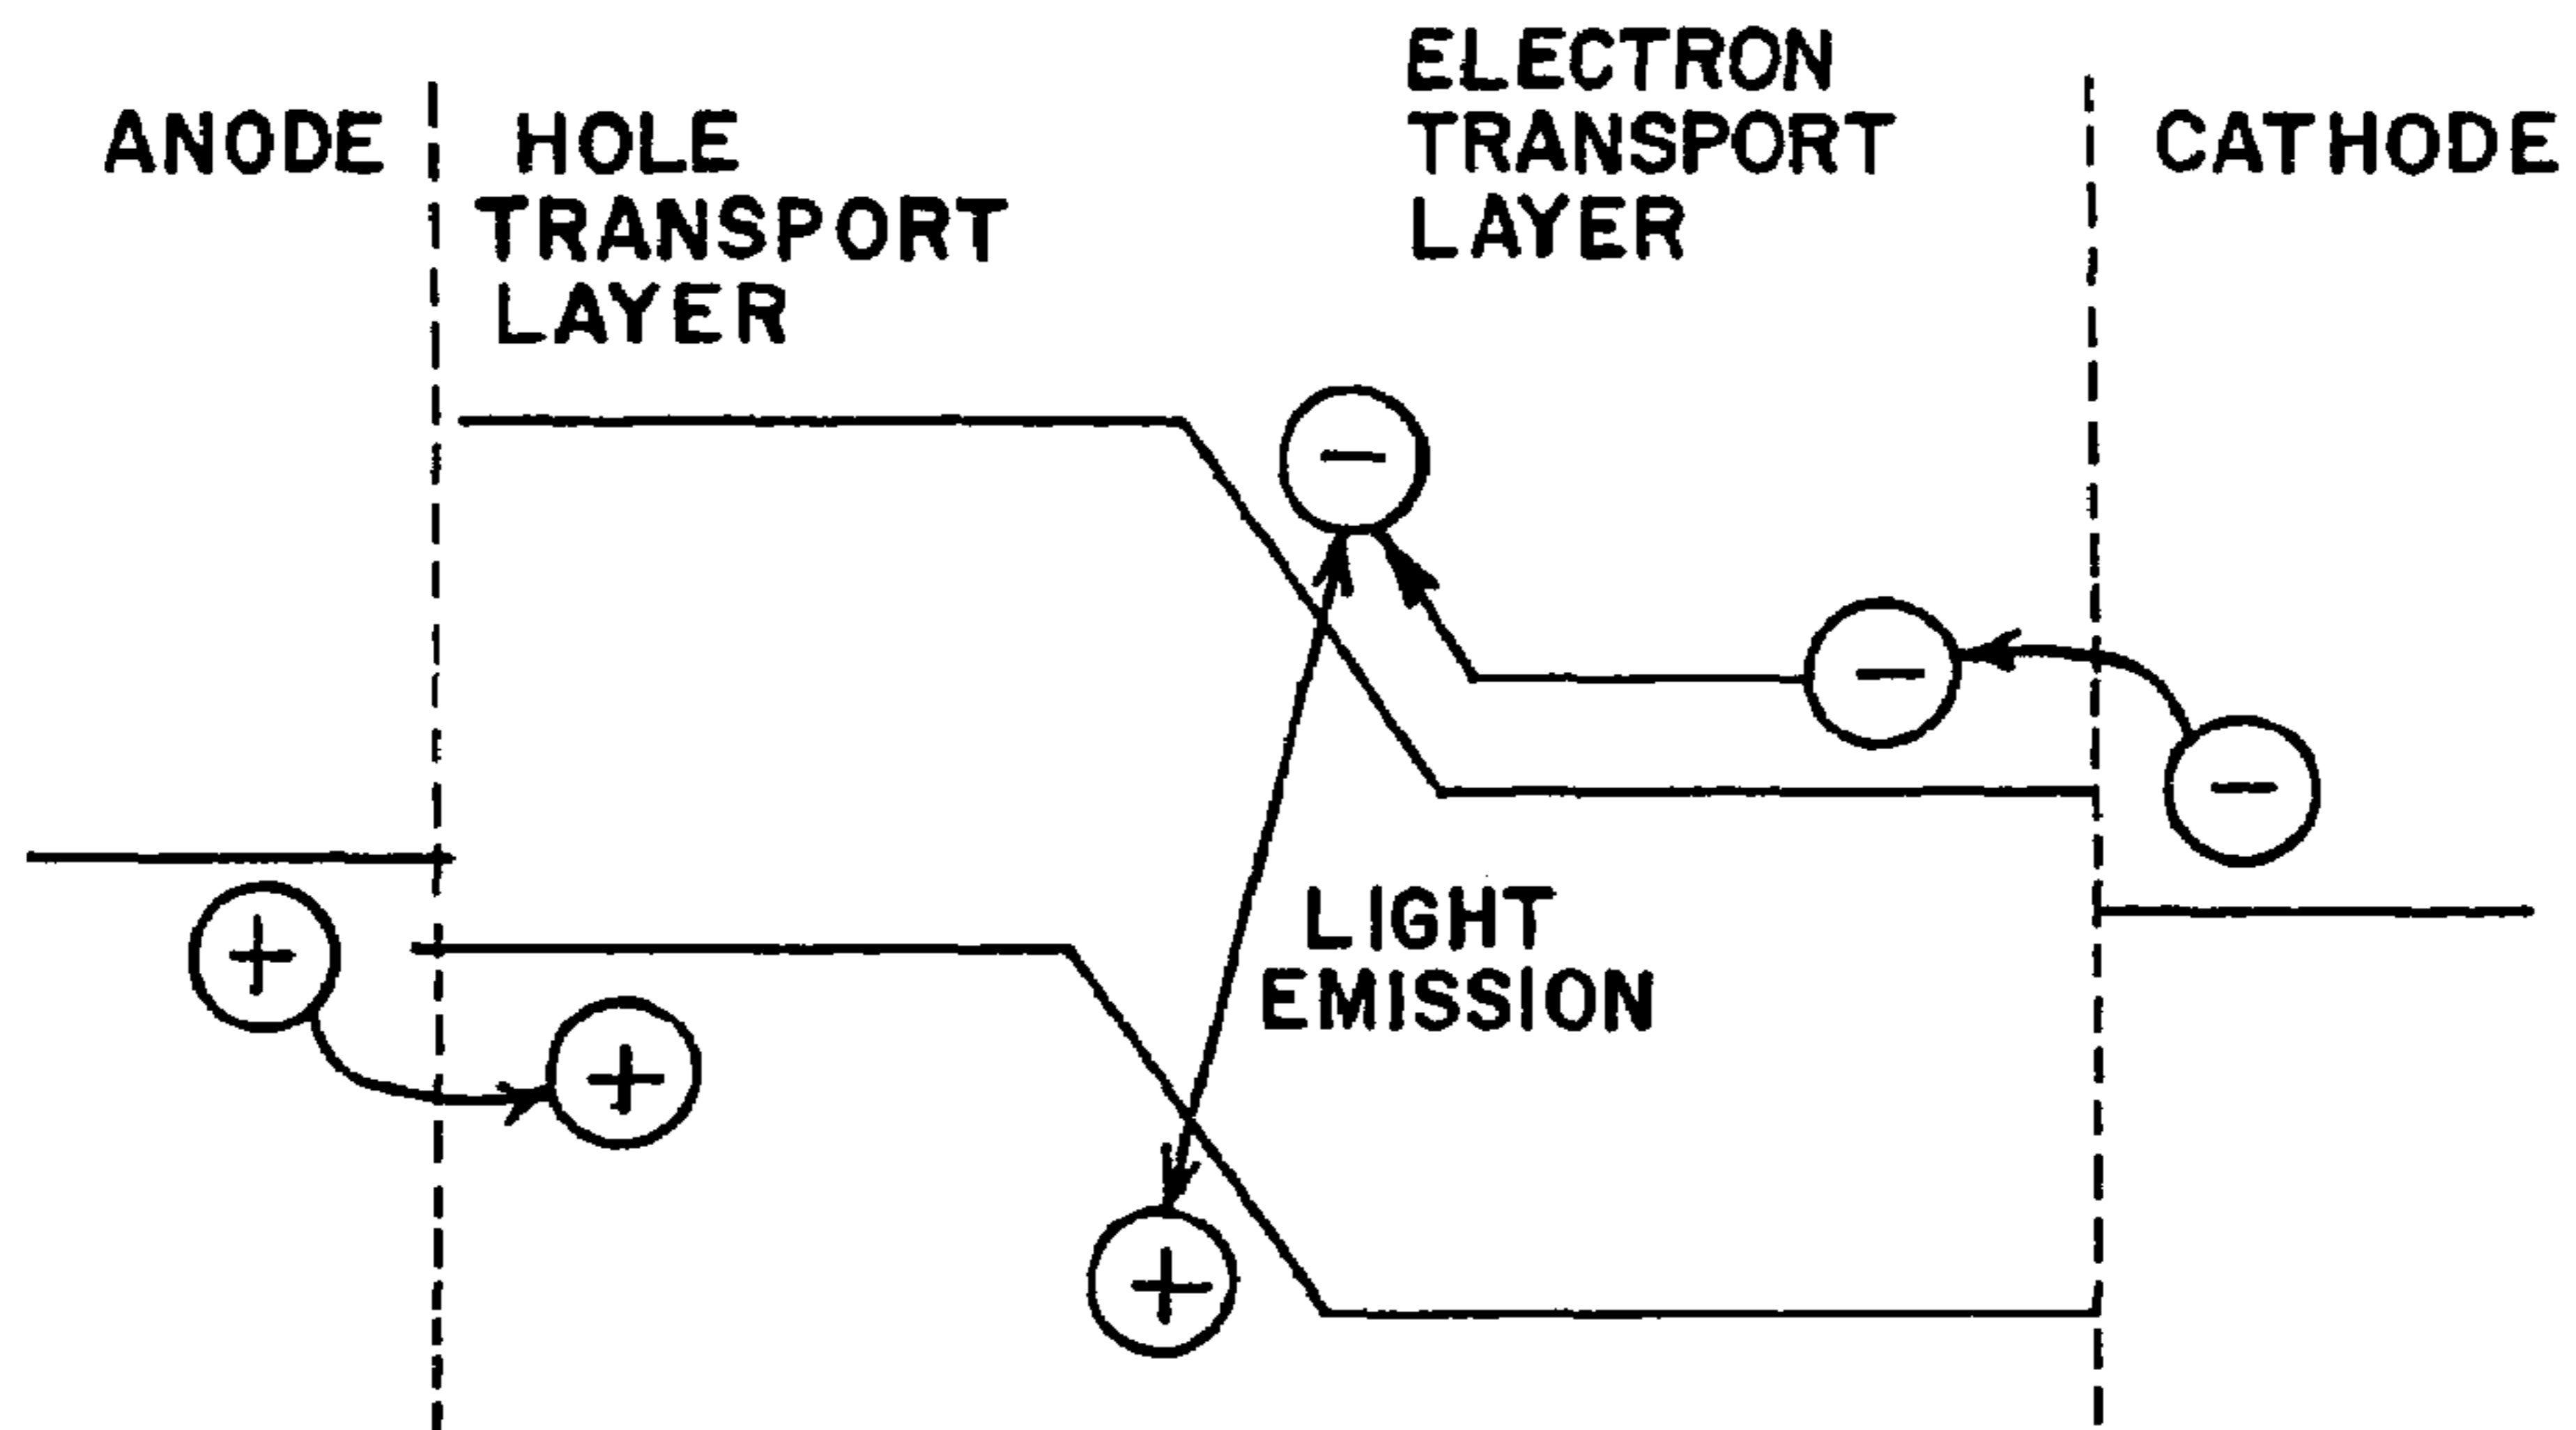 ANODE
HOLE
TRANSPORT
LAYER
ELECTRON
TRANSPORT
LAYER
CATHODE
−
−
−
+
+
LIGHT
EMISSION
+